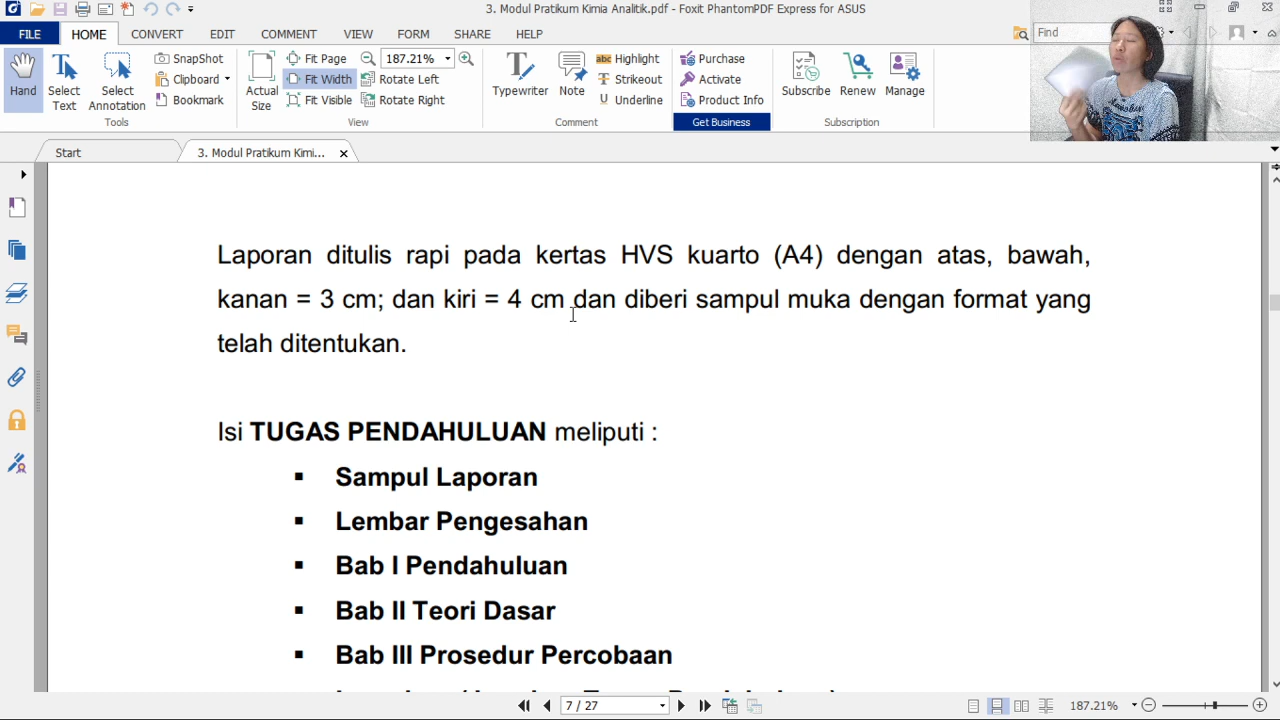 3. Modul Pratikum Kimia Analitik.pdf - Foxit PhantomPDF Express for ASUS
FILE HOME CONVERT EDIT COMMENT VIEW FORM SHARE HELP
Find
Hand
Select Text
Select Annotation
SnapShot
Clipboard
Bookmark
Tools
Actual Size
Fit Page
Fit Width
Fit Visible
187.21%
Rotate Left
Rotate Right
View
Typewriter
Note
Highlight
Strikeout
Underline
Comment
Purchase
Activate
Product Info
Get Business
Subscribe
Renew
Manage
Subscription
Start
3. Modul Pratikum Kimi...
Laporan ditulis rapi pada kertas HVS kuarto (A4) dengan atas, bawah,
kanan = 3 cm; dan kiri = 4 cm dan diberi sampul muka dengan format yang
telah ditentukan.
Isi TUGAS PENDAHULUAN meliputi :
▪ Sampul Laporan
▪ Lembar Pengesahan
▪ Bab I Pendahuluan
▪ Bab II Teori Dasar
▪ Bab III Prosedur Percobaan
7 / 27
187.21%